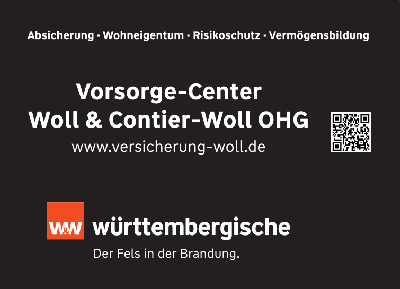 Absicherung · Wohneigentum · Risikoschutz · Vermögensbildung
Vorsorge-Center
Woll & Contier-Woll OHG
www.versicherung-woll.de
W&W württembergische
Der Fels in der Brandung.